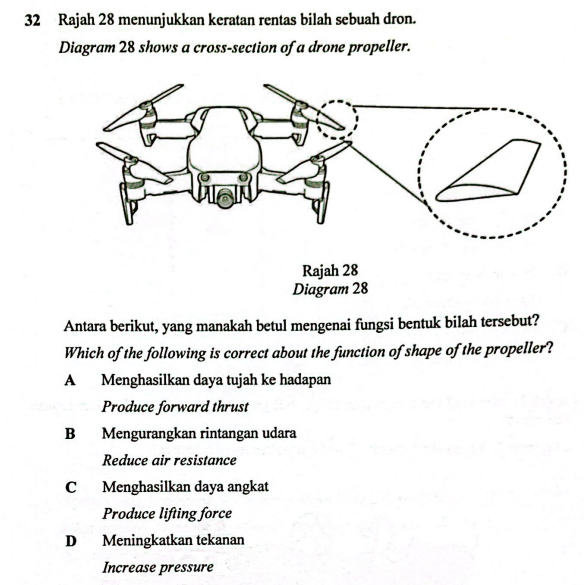 32 Rajah 28 menunjukkan keratan rentas bilah sebuah dron.
Diagram 28 shows a cross-section of a drone propeller.
Rajah 28
Diagram 28
Antara berikut, yang manakah betul mengenai fungsi bentuk bilah tersebut?
Which of the following is correct about the function of shape of the propeller?
A Menghasilkan daya tujah ke hadapan
Produce forward thrust
B Mengurangkan rintangan udara
Reduce air resistance
C Menghasilkan daya angkat
Produce lifting force
D Meningkatkan tekanan
Increase pressure